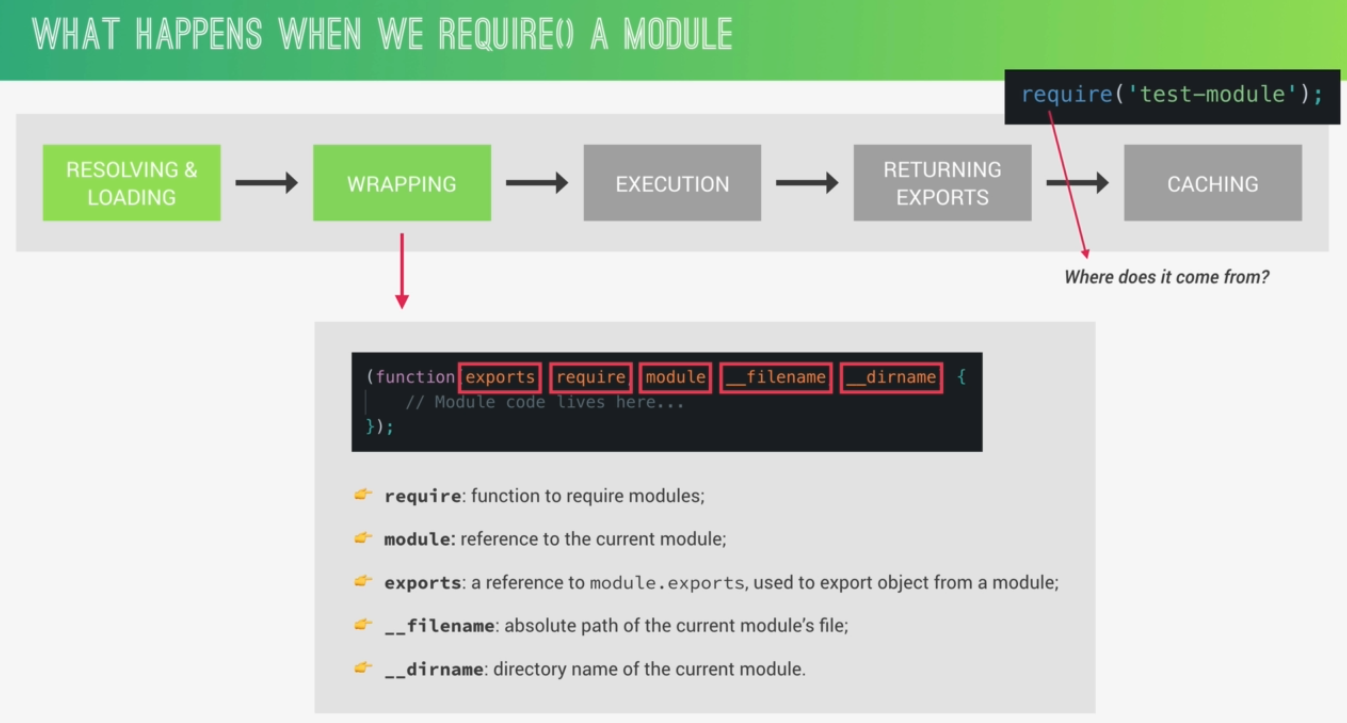 WHAT HAPPENS WHEN WE REQUIRE() A MODULE
require('test-module');
RESOLVING &
LOADING
WRAPPING
EXECUTION
RETURNING
EXPORTS
CACHING
Where does it come from?
(function exports require module __filename __dirname {
// Module code lives here...
});
👉 require: function to require modules;
👉 module: reference to the current module;
👉 exports: a reference to module.exports, used to export object from a module;
👉 __filename: absolute path of the current module's file;
👉 __dirname: directory name of the current module.